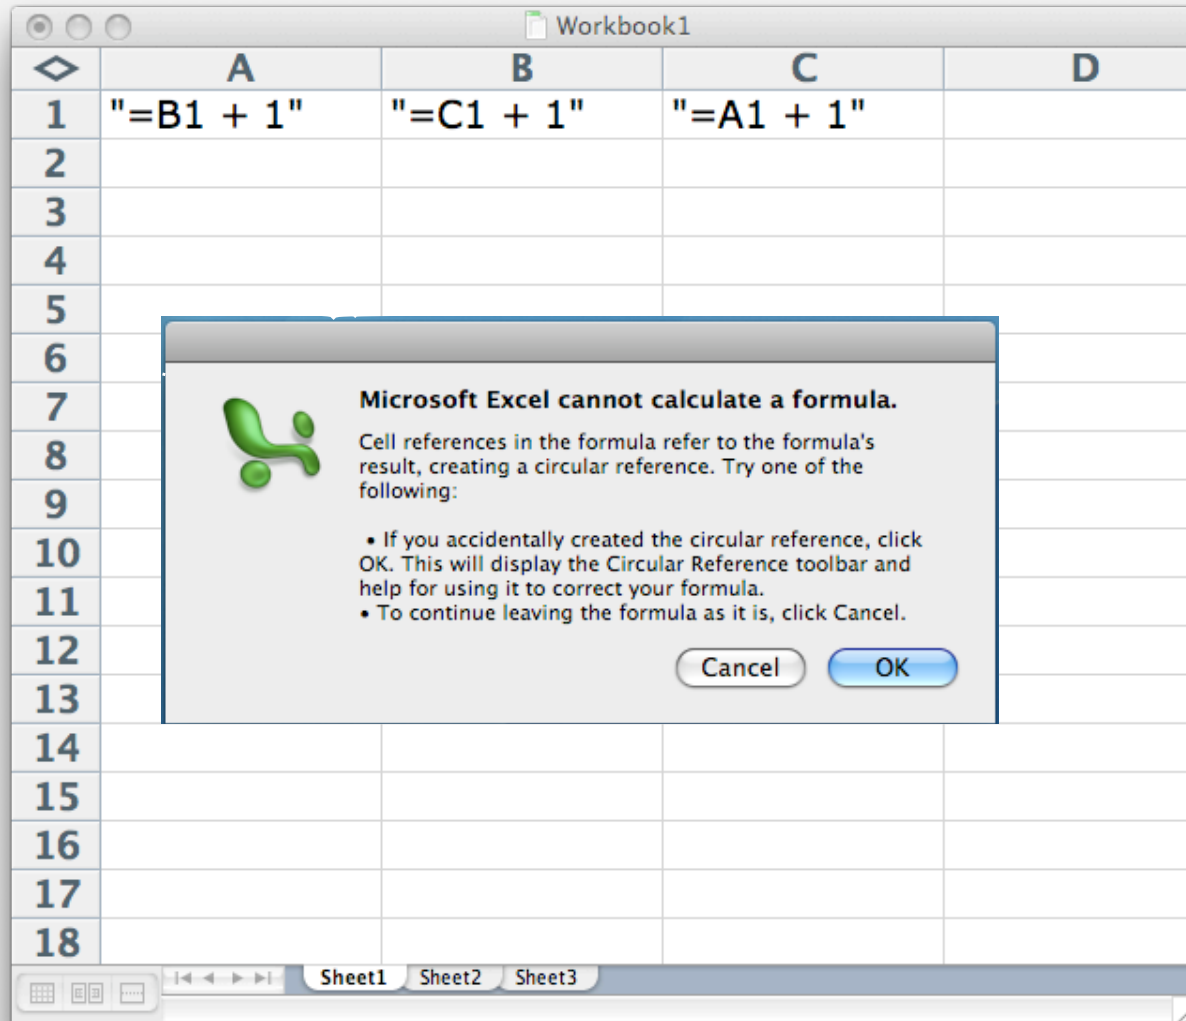 Workbook1
A B C D
1 "=B1 + 1" "=C1 + 1" "=A1 + 1"
2
3
4
5
6
7
8
9
10
11
12
13
14
15
16
17
18
Microsoft Excel cannot calculate a formula.
Cell references in the formula refer to the formula's
result, creating a circular reference. Try one of the
following:
• If you accidentally created the circular reference, click
OK. This will display the Circular Reference toolbar and
help for using it to correct your formula.
• To continue leaving the formula as it is, click Cancel.
Cancel OK
Sheet1 Sheet2 Sheet3